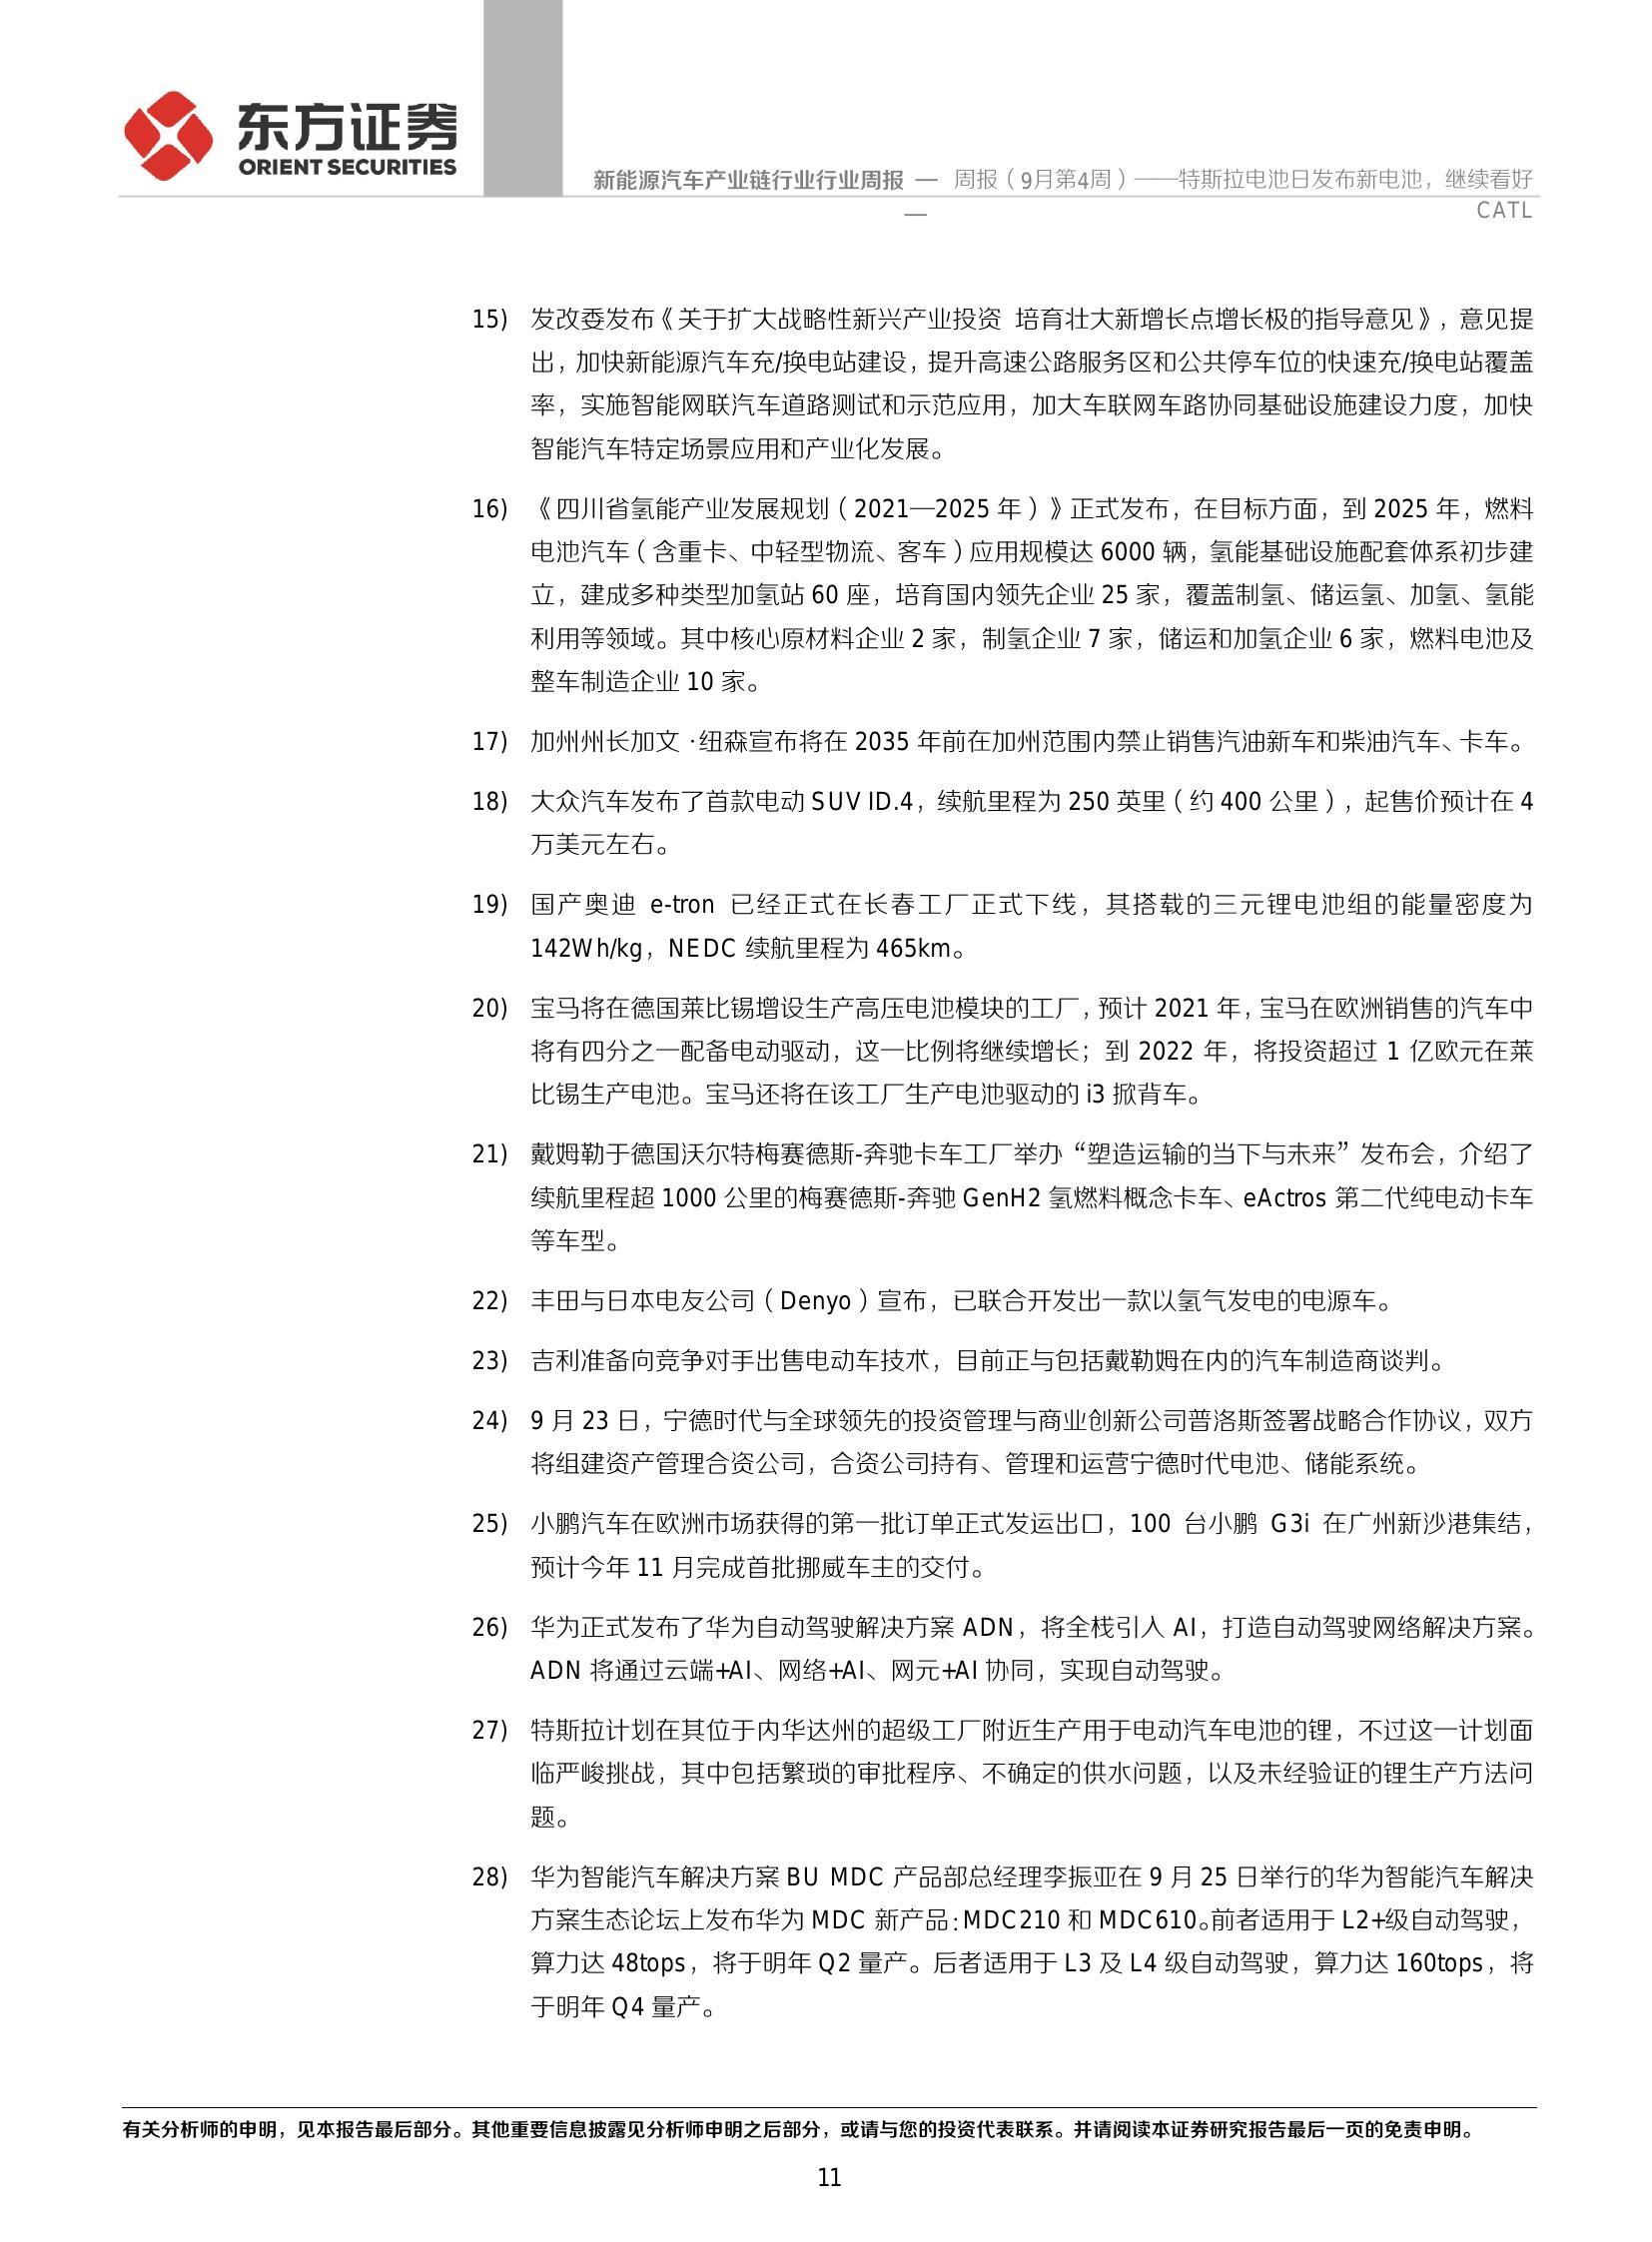 东方证券
ORIENT SECURITIES
新能源汽车产业链行业行业周报 — 周报（9月第4周）——特斯拉电池日发布新电池，继续看好
— CATL
15) 发改委发布《关于扩大战略性新兴产业投资 培育壮大新增长点增长极的指导意见》，意见提
出，加快新能源汽车充/换电站建设，提升高速公路服务区和公共停车位的快速充/换电站覆盖
率，实施智能网联汽车道路测试和示范应用，加大车联网车路协同基础设施建设力度，加快
智能汽车特定场景应用和产业化发展。
16) 《四川省氢能产业发展规划（2021—2025 年）》正式发布，在目标方面，到 2025 年，燃料
电池汽车（含重卡、中轻型物流、客车）应用规模达 6000 辆，氢能基础设施配套体系初步建
立，建成多种类型加氢站 60 座，培育国内领先企业 25 家，覆盖制氢、储运氢、加氢、氢能
利用等领域。其中核心原材料企业 2 家，制氢企业 7 家，储运和加氢企业 6 家，燃料电池及
整车制造企业 10 家。
17) 加州州长加文·纽森宣布将在 2035 年前在加州范围内禁止销售汽油新车和柴油汽车、卡车。
18) 大众汽车发布了首款电动 SUV ID.4，续航里程为 250 英里（约 400 公里），起售价预计在 4
万美元左右。
19) 国产奥迪 e-tron 已经正式在长春工厂正式下线，其搭载的三元锂电池组的能量密度为
142Wh/kg，NEDC 续航里程为 465km。
20) 宝马将在德国莱比锡增设生产高压电池模块的工厂，预计 2021 年，宝马在欧洲销售的汽车中
将有四分之一配备电动驱动，这一比例将继续增长；到 2022 年，将投资超过 1 亿欧元在莱
比锡生产电池。宝马还将在该工厂生产电池驱动的 i3 掀背车。
21) 戴姆勒于德国沃尔特梅赛德斯-奔驰卡车工厂举办“塑造运输的当下与未来”发布会，介绍了
续航里程超 1000 公里的梅赛德斯-奔驰 GenH2 氢燃料概念卡车、eActros 第二代纯电动卡车
等车型。
22) 丰田与日本电友公司（Denyo）宣布，已联合开发出一款以氢气发电的电源车。
23) 吉利准备向竞争对手出售电动车技术，目前正与包括戴勒姆在内的汽车制造商谈判。
24) 9 月 23 日，宁德时代与全球领先的投资管理与商业创新公司普洛斯签署战略合作协议，双方
将组建资产管理合资公司，合资公司持有、管理和运营宁德时代电池、储能系统。
25) 小鹏汽车在欧洲市场获得的第一批订单正式发运出口，100 台小鹏 G3i 在广州新沙港集结，
预计今年 11 月完成首批挪威车主的交付。
26) 华为正式发布了华为自动驾驶解决方案 ADN，将全栈引入 AI，打造自动驾驶网络解决方案。
ADN 将通过云端+AI、网络+AI、网元+AI 协同，实现自动驾驶。
27) 特斯拉计划在其位于内华达州的超级工厂附近生产用于电动汽车电池的锂，不过这一计划面
临严峻挑战，其中包括繁琐的审批程序、不确定的供水问题，以及未经验证的锂生产方法问
题。
28) 华为智能汽车解决方案 BU MDC 产品部总经理李振亚在 9 月 25 日举行的华为智能汽车解决
方案生态论坛上发布华为 MDC 新产品：MDC210 和 MDC610。前者适用于 L2+级自动驾驶，
算力达 48tops，将于明年 Q2 量产。后者适用于 L3 及 L4 级自动驾驶，算力达 160tops，将
于明年 Q4 量产。
有关分析师的申明，见本报告最后部分。其他重要信息披露见分析师申明之后部分，或请与您的投资代表联系。并请阅读本证券研究报告最后一页的免责申明。
11